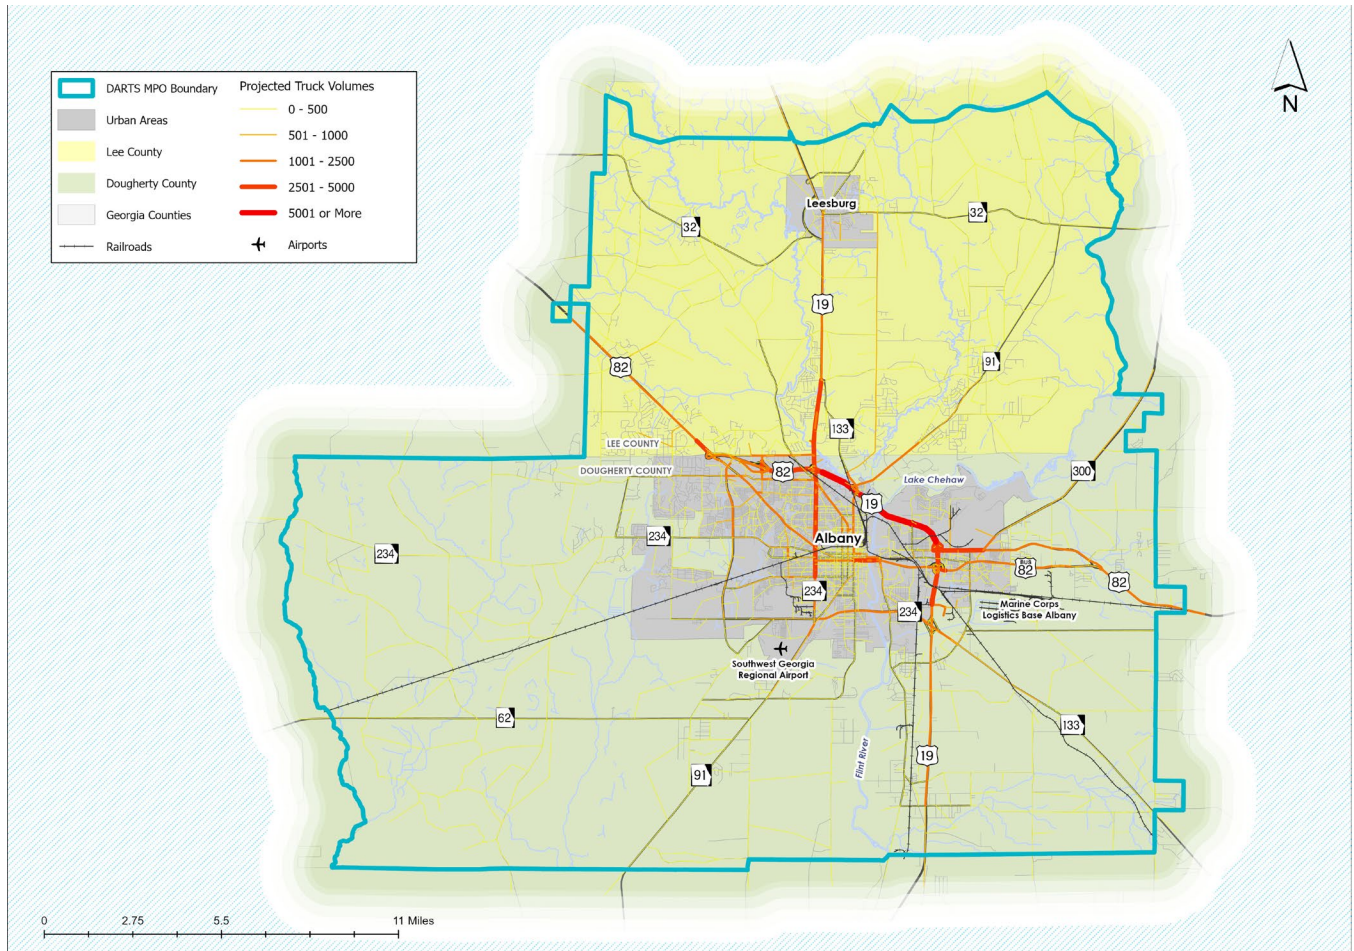 DARTS MPO Boundary
Urban Areas
Lee County
Dougherty County
Georgia Counties
Railroads
Projected Truck Volumes
0 - 500
501 - 1000
1001 - 2500
2501 - 5000
5001 or More
Airports
N
Leesburg
32
32
19
82
91
133
LEE COUNTY
DOUGHERTY COUNTY
82
300
Lake Chehaw
19
234
234
Albany
BUS
82
82
234
234
Marine Corps
Logistics Base Albany
Southwest Georgia
Regional Airport
62
133
Flint River
19
91
0
2.75
5.5
11 Miles